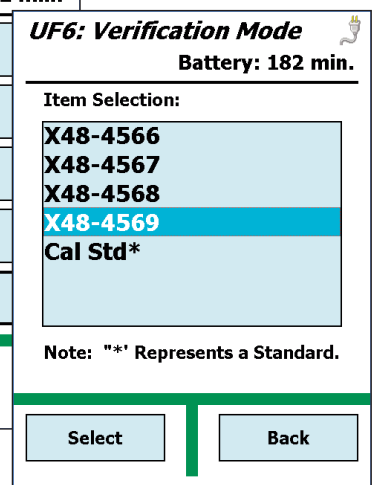 UF6: Verification Mode
Battery: 182 min.
Item Selection:
X48-4566
X48-4567
X48-4568
X48-4569
Cal Std*
Note: "*' Represents a Standard.
Select
Back